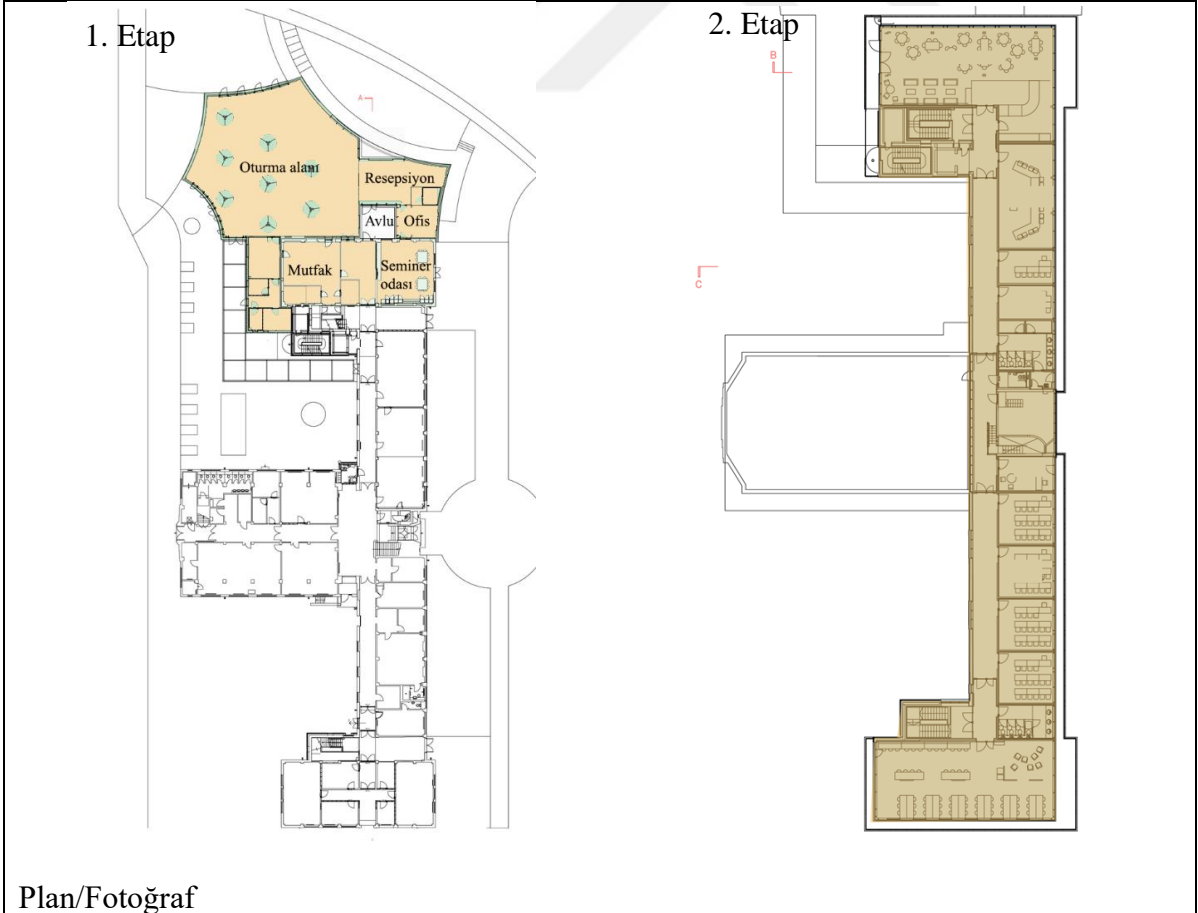 1. Etap
2. Etap
B
A
Oturma alanı
Resepsiyon
Avlu
Ofis
Mutfak
Seminer
odası
C
Plan/Fotoğraf